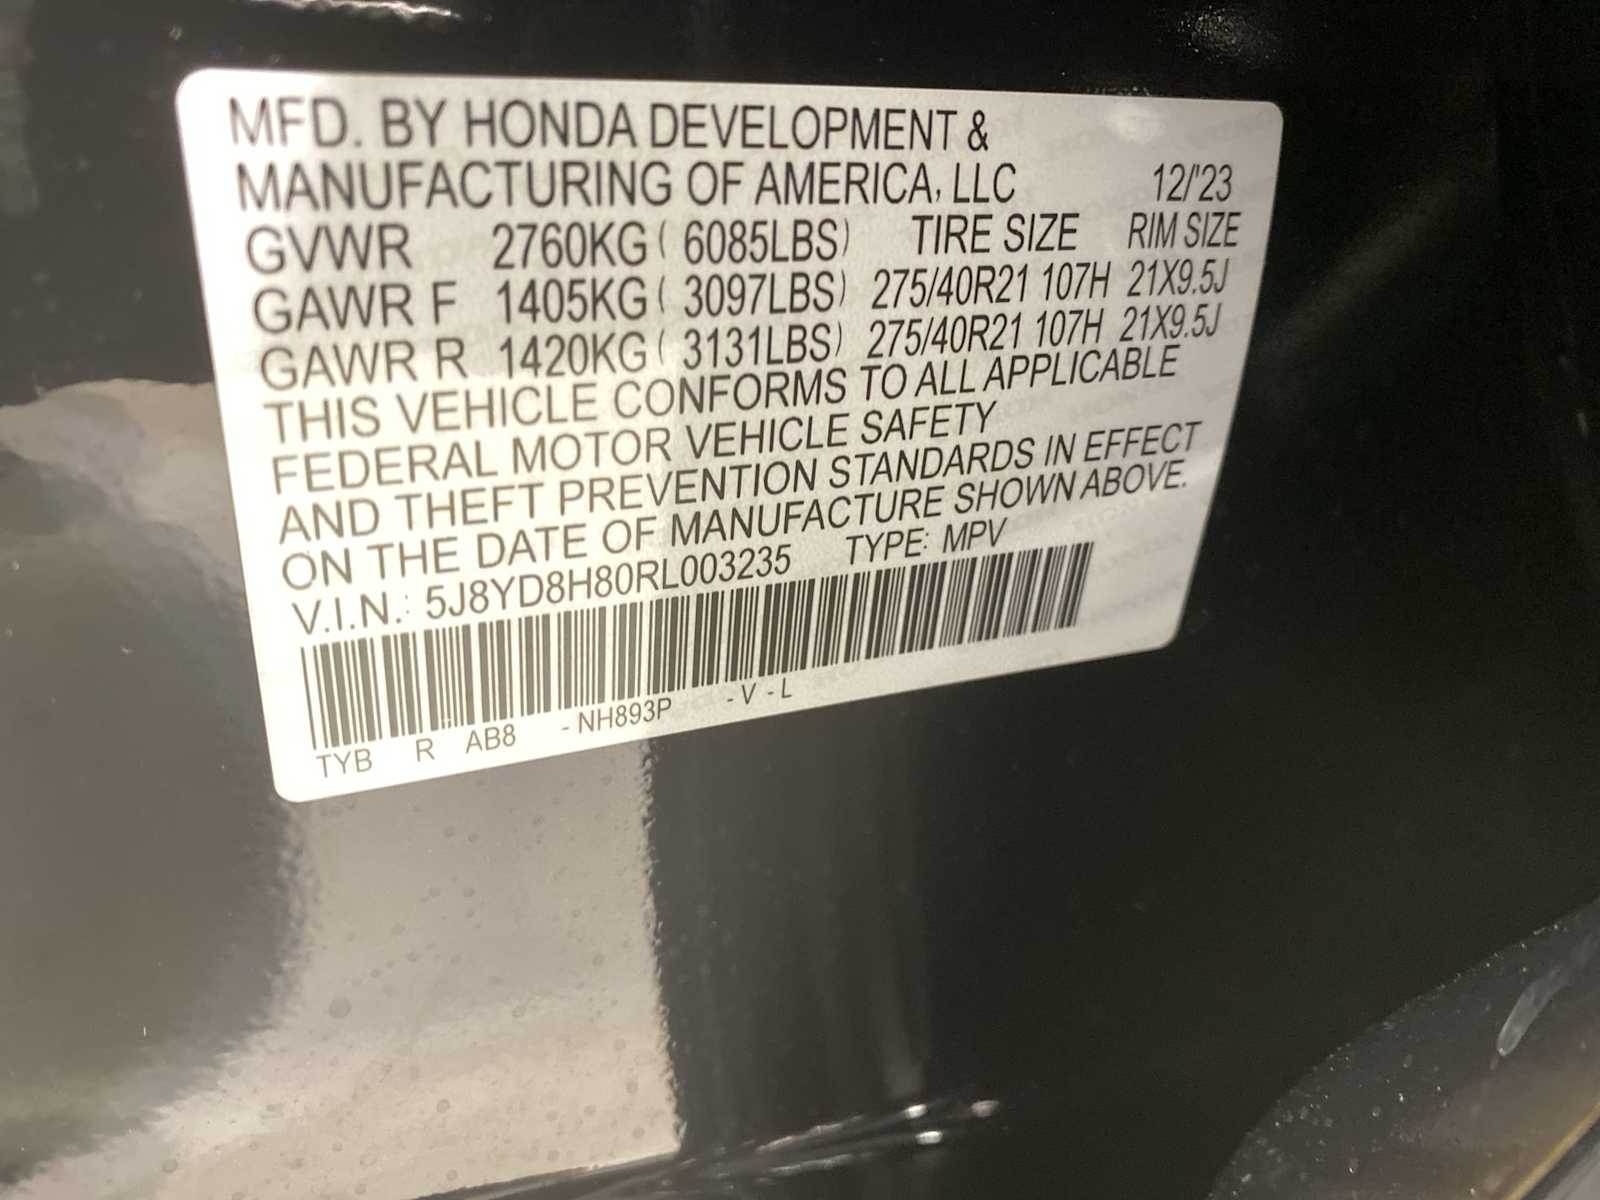 MFD. BY HONDA DEVELOPMENT &
MANUFACTURING OF AMERICA, LLC 12/'23
GVWR 2760KG ( 6085LBS) TIRE SIZE RIM SIZE
GAWR F 1405KG ( 3097LBS) 275/40R21 107H 21X9.5J
GAWR R 1420KG ( 3131LBS) 275/40R21 107H 21X9.5J
THIS VEHICLE CONFORMS TO ALL APPLICABLE
FEDERAL MOTOR VEHICLE SAFETY
AND THEFT PREVENTION STANDARDS IN EFFECT
ON THE DATE OF MANUFACTURE SHOWN ABOVE.
V.I.N.: 5J8YD8H80RL003235 TYPE: MPV
TYB R AB8 -NH893P -V-L